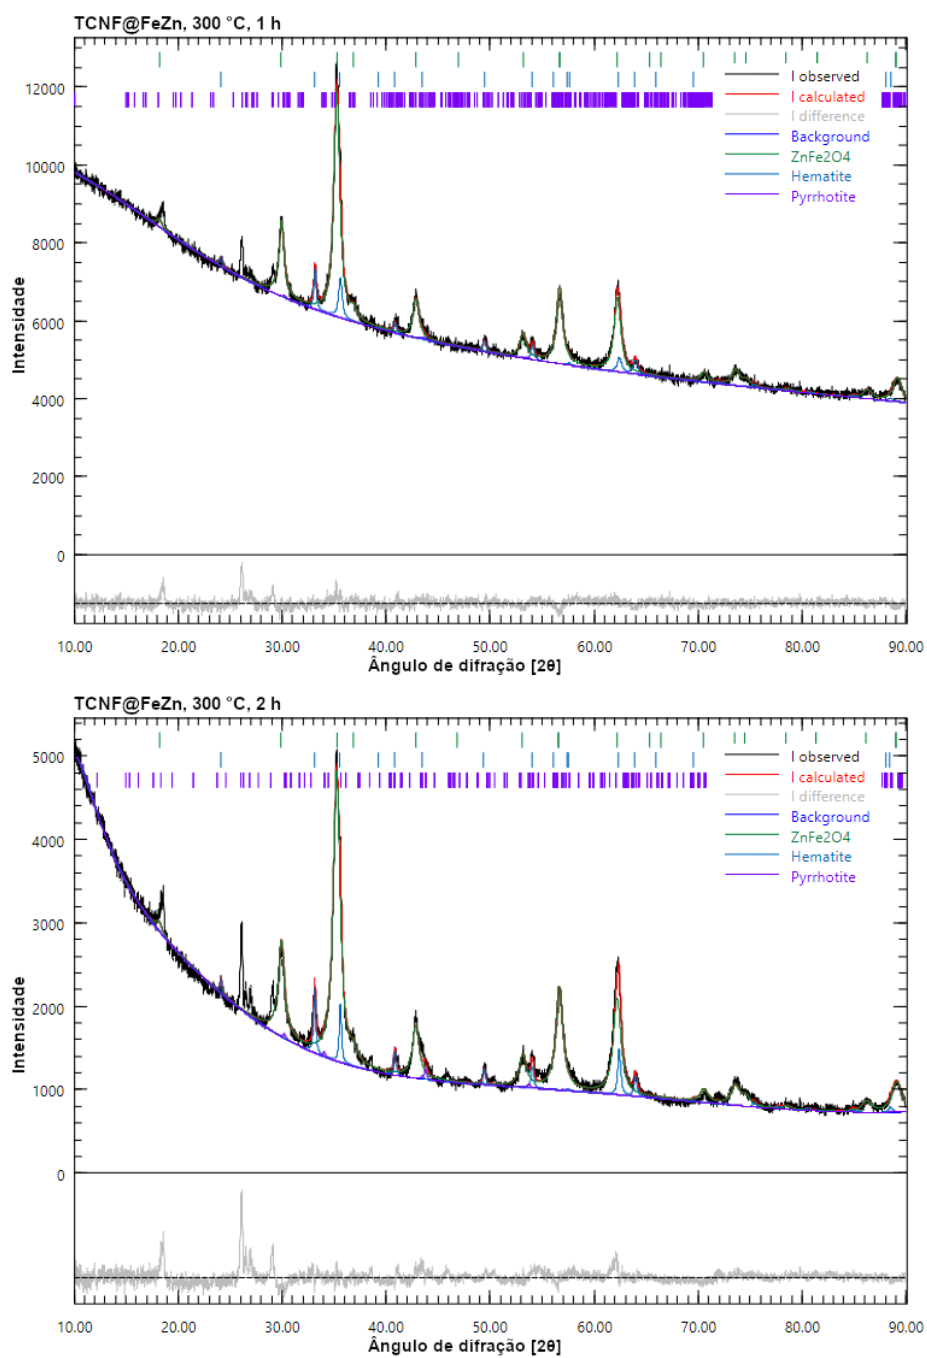 TCNF@FeZn, 300 °C, 1 h
12000
10000
8000
6000
4000
2000
0
Intensidade
I observed
I calculated
I difference
Background
ZnFe2O4
Hematite
Pyrrhotite
10.00 20.00 30.00 40.00 50.00 60.00 70.00 80.00 90.00
Ângulo de difração [2θ]
TCNF@FeZn, 300 °C, 2 h
5000
4000
3000
2000
1000
0
Intensidade
I observed
I calculated
I difference
Background
ZnFe2O4
Hematite
Pyrrhotite
10.00 20.00 30.00 40.00 50.00 60.00 70.00 80.00 90.00
Ângulo de difração [2θ]